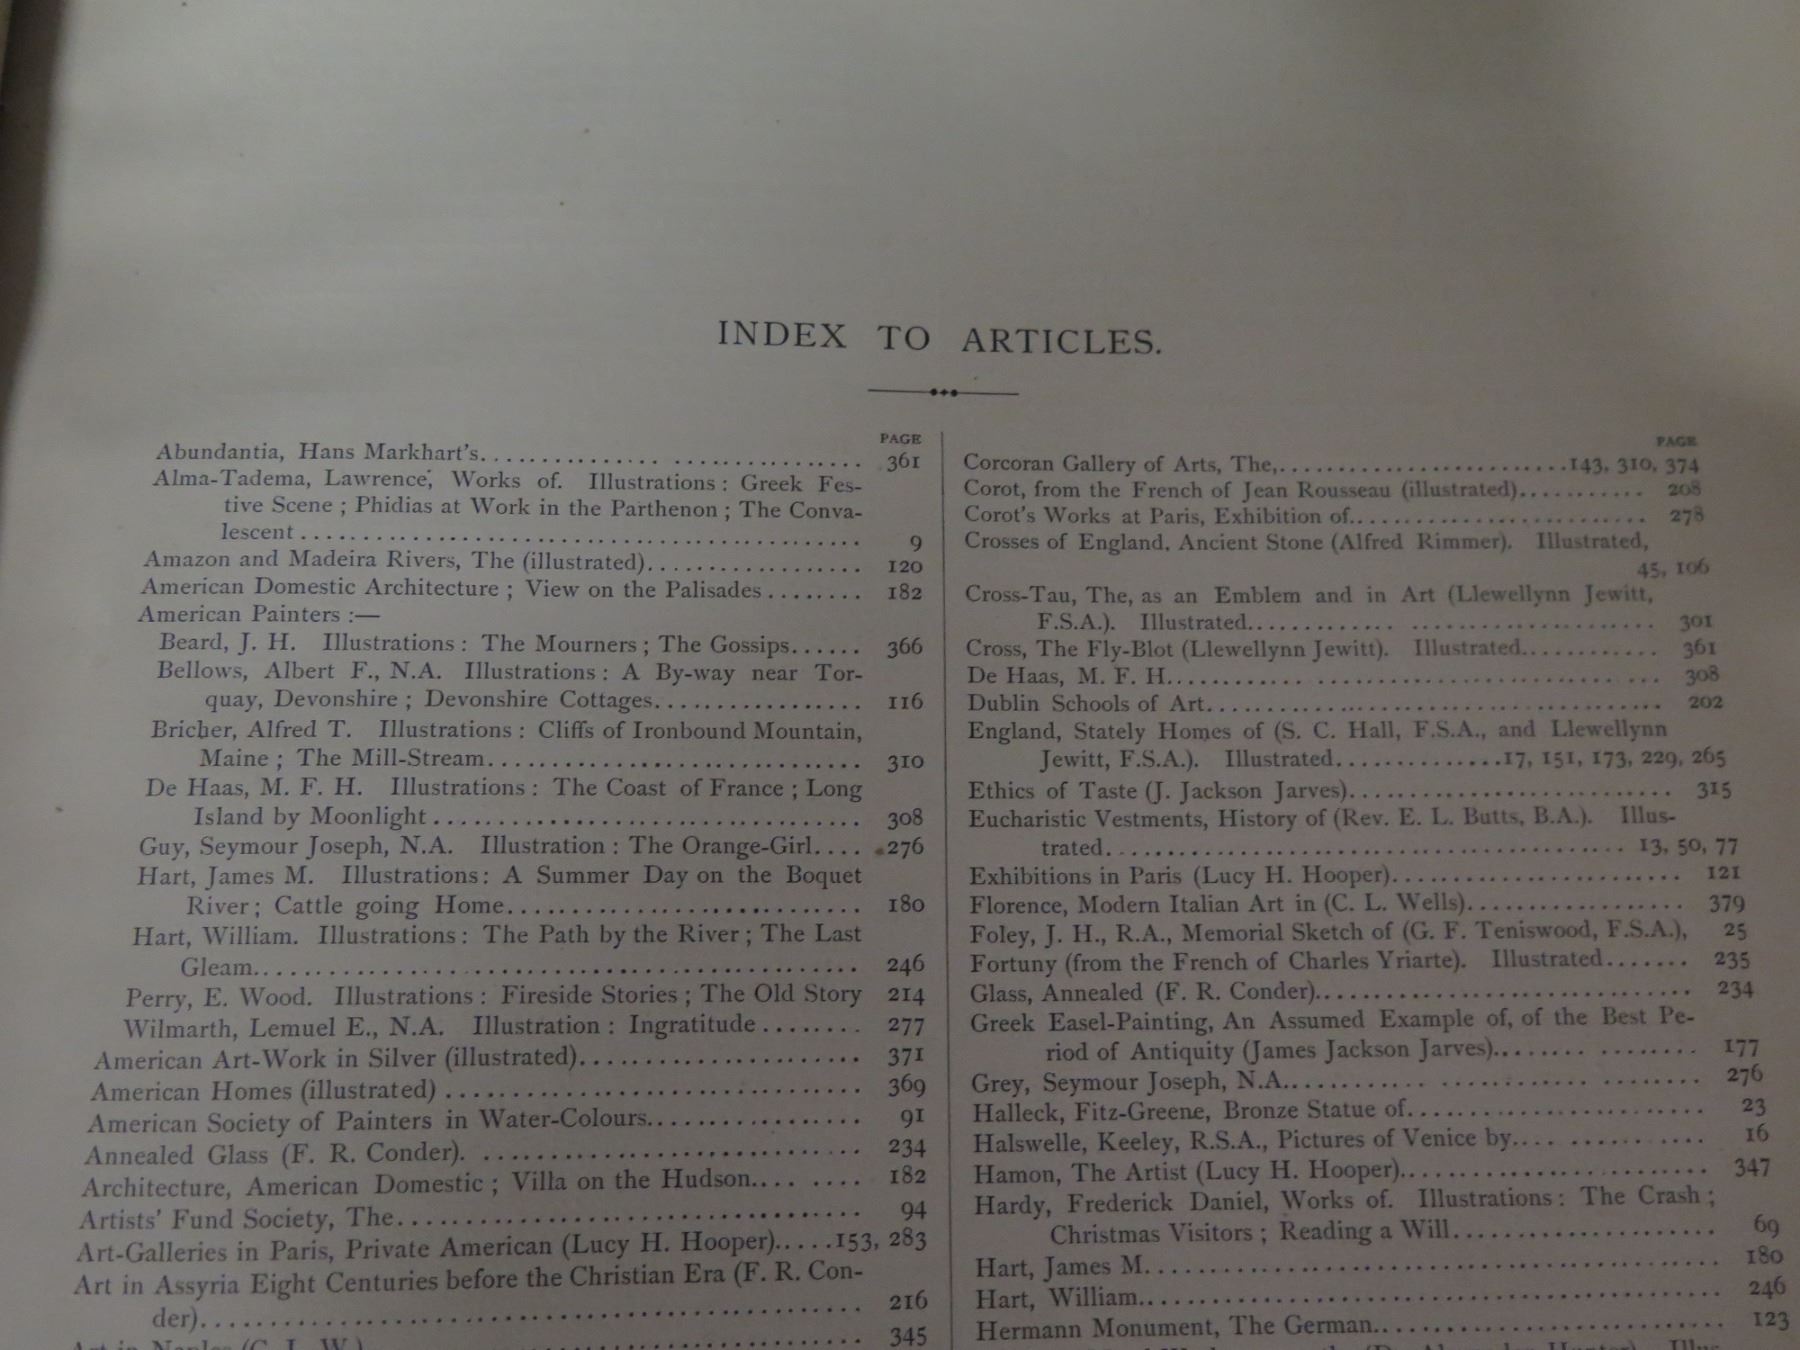 INDEX TO ARTICLES.
PAGE
Abundantia, Hans Markhart's. . . . . . . . . . . . . . . . . . . . . . . . . . . . . . 361
Alma-Tadema, Lawrence, Works of. Illustrations : Greek Fes-
tive Scene ; Phidias at Work in the Parthenon ; The Conva-
lescent . . . . . . . . . . . . . . . . . . . . . . . . . . . . . . . . . . . . . . . . . . . . 9
Amazon and Madeira Rivers, The (illustrated). . . . . . . . . . . . . . . . . . 120
American Domestic Architecture ; View on the Palisades . . . . . . . . 182
American Painters :—
Beard, J. H. Illustrations : The Mourners ; The Gossips. . . . . . 366
Bellows, Albert F., N.A. Illustrations : A By-way near Tor-
quay, Devonshire ; Devonshire Cottages. . . . . . . . . . . . . . . . . 116
Bricher, Alfred T. Illustrations : Cliffs of Ironbound Mountain,
Maine ; The Mill-Stream. . . . . . . . . . . . . . . . . . . . . . . . . . . . . . 310
De Haas, M. F. H. Illustrations : The Coast of France ; Long
Island by Moonlight . . . . . . . . . . . . . . . . . . . . . . . . . . . . . . . . . . 308
Guy, Seymour Joseph, N.A. Illustration : The Orange-Girl. . . . 276
Hart, James M. Illustrations : A Summer Day on the Boquet
River ; Cattle going Home. . . . . . . . . . . . . . . . . . . . . . . . . . . . 180
Hart, William. Illustrations : The Path by the River ; The Last
Gleam. . . . . . . . . . . . . . . . . . . . . . . . . . . . . . . . . . . . . . . . . . . . . . . 246
Perry, E. Wood. Illustrations : Fireside Stories ; The Old Story 214
Wilmarth, Lemuel E., N.A. Illustration : Ingratitude . . . . . . . . 277
American Art-Work in Silver (illustrated). . . . . . . . . . . . . . . . . . . . . . . 371
American Homes (illustrated) . . . . . . . . . . . . . . . . . . . . . . . . . . . . . . . . . 369
American Society of Painters in Water-Colours. . . . . . . . . . . . . . . . . . 91
Annealed Glass (F. R. Conder). . . . . . . . . . . . . . . . . . . . . . . . . . . . . . . 234
Architecture, American Domestic ; Villa on the Hudson. . . . . . . . 182
Artists' Fund Society, The. . . . . . . . . . . . . . . . . . . . . . . . . . . . . . . . . . . . . 94
Art-Galleries in Paris, Private American (Lucy H. Hooper). . . . .153, 283
Art in Assyria Eight Centuries before the Christian Era (F. R. Con-
der). . . . . . . . . . . . . . . . . . . . . . . . . . . . . . . . . . . . . . . . . . . . . . . . . . . . . . . 216
Art in Naples (C. L. W.) . . . . . . . . . . . . . . . . . . . . . . . . . . . . . . . . . . . . . . . 345
PAGE
Corcoran Gallery of Arts, The,. . . . . . . . . . . . . . . . . . . . . . . .143, 310, 374
Corot, from the French of Jean Rousseau (illustrated). . . . . . . . . . . 208
Corot's Works at Paris, Exhibition of. . . . . . . . . . . . . . . . . . . . . . . . . . 278
Crosses of England, Ancient Stone (Alfred Rimmer). Illustrated,
45, 106
Cross-Tau, The, as an Emblem and in Art (Llewellynn Jewitt,
F.S.A.). Illustrated. . . . . . . . . . . . . . . . . . . . . . . . . . . . . . . . . . 301
Cross, The Fly-Blot (Llewellynn Jewitt). Illustrated. . . . . . . . . . . . 361
De Haas, M. F. H. . . . . . . . . . . . . . . . . . . . . . . . . . . . . . . . . . . . . . . . . 308
Dublin Schools of Art. . . . . . . . . . . . . . . . . . . . . . . . . . . . . . . . . . . . . . 202
England, Stately Homes of (S. C. Hall, F.S.A., and Llewellynn
Jewitt, F.S.A.). Illustrated. . . . . . . . . . . . . .17, 151, 173, 229, 265
Ethics of Taste (J. Jackson Jarves). . . . . . . . . . . . . . . . . . . . . . . . . . . . 315
Eucharistic Vestments, History of (Rev. E. L. Butts, B.A.). Illus-
trated. . . . . . . . . . . . . . . . . . . . . . . . . . . . . . . . . . . . . . . . . . 13, 50, 77
Exhibitions in Paris (Lucy H. Hooper). . . . . . . . . . . . . . . . . . . . . . . . . 121
Florence, Modern Italian Art in (C. L. Wells). . . . . . . . . . . . . . . . . . 379
Foley, J. H., R.A., Memorial Sketch of (G. F. Teniswood, F.S.A.), 25
Fortuny (from the French of Charles Yriarte). Illustrated. . . . . . . 235
Glass, Annealed (F. R. Conder). . . . . . . . . . . . . . . . . . . . . . . . . . . . . . . . 234
Greek Easel-Painting, An Assumed Example of, of the Best Pe-
riod of Antiquity (James Jackson Jarves). . . . . . . . . . . . . . . . . 177
Grey, Seymour Joseph, N.A. . . . . . . . . . . . . . . . . . . . . . . . . . . . . . . . . . . 276
Halleck, Fitz-Greene, Bronze Statue of. . . . . . . . . . . . . . . . . . . . . . . . . 23
Halswelle, Keeley, R.S.A., Pictures of Venice by. . . . . . . . . . . . . . . 16
Hamon, The Artist (Lucy H. Hooper). . . . . . . . . . . . . . . . . . . . . . . . . . 347
Hardy, Frederick Daniel, Works of. Illustrations : The Crash ;
Christmas Visitors ; Reading a Will. . . . . . . . . . . . . . . . . . . . . . 69
Hart, James M. . . . . . . . . . . . . . . . . . . . . . . . . . . . . . . . . . . . . . . . . . . . . . 180
Hart, William. . . . . . . . . . . . . . . . . . . . . . . . . . . . . . . . . . . . . . . . . . . . . . . 246
Hermann Monument, The German. . . . . . . . . . . . . . . . . . . . . . . . . . . . . 123